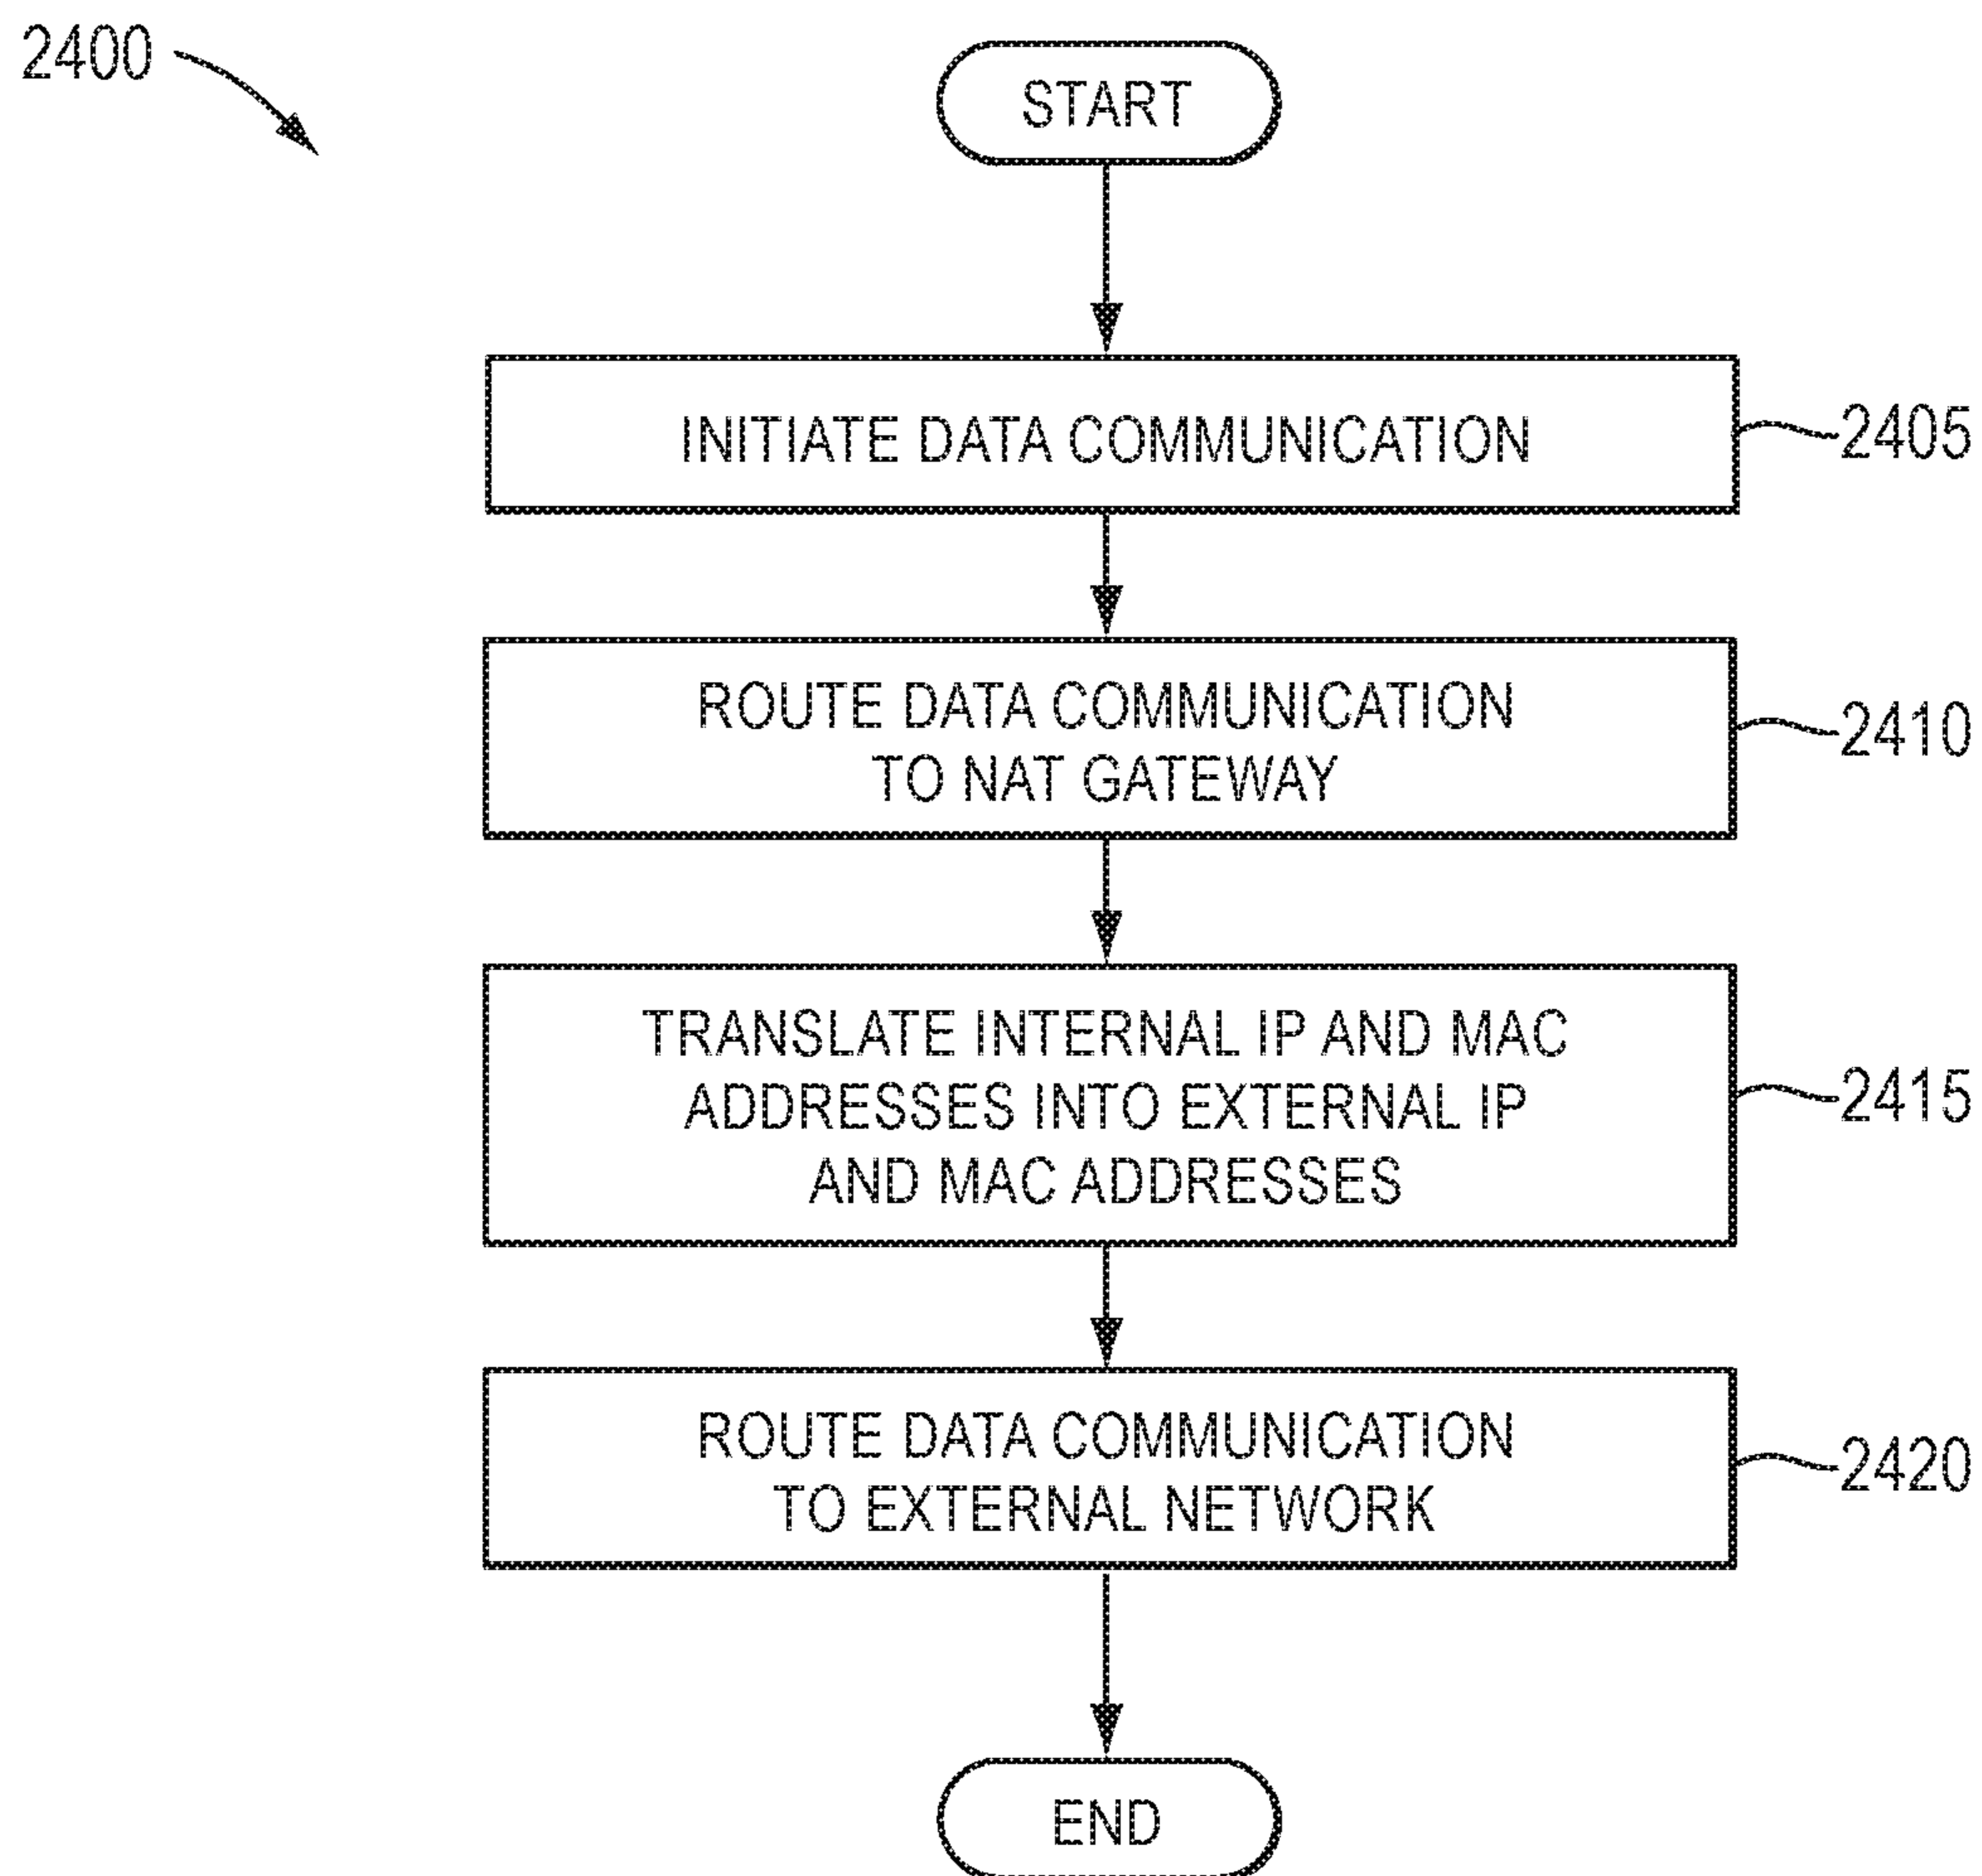 2400
START
INITIATE DATA COMMUNICATION
2405
ROUTE DATA COMMUNICATION
TO NAT GATEWAY
2410
TRANSLATE INTERNAL IP AND MAC
ADDRESSES INTO EXTERNAL IP
AND MAC ADDRESSES
2415
ROUTE DATA COMMUNICATION
TO EXTERNAL NETWORK
2420
END